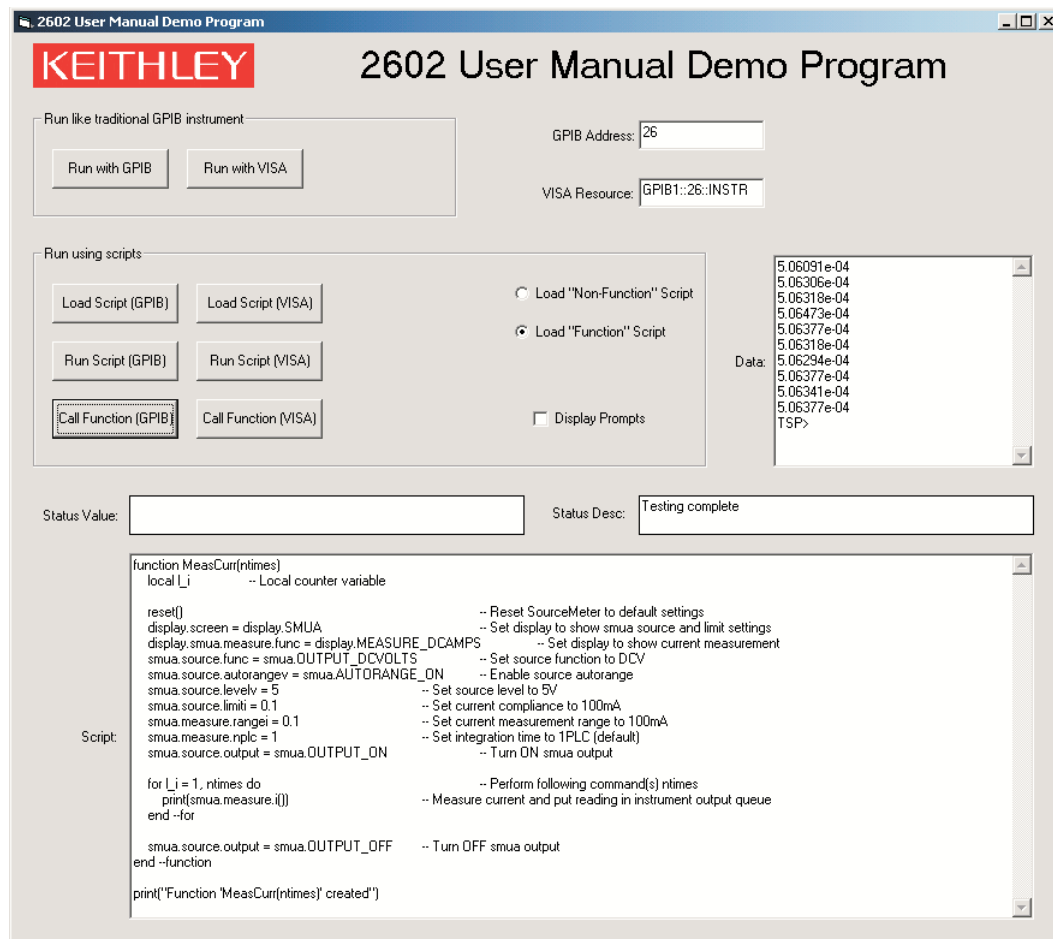 2602 User Manual Demo Program
KEITHLEY
2602 User Manual Demo Program
Run like traditional GPIB instrument
Run with GPIB
Run with VISA
GPIB Address:
26
VISA Resource:
GPIB1::26::INSTR
Run using scripts
Load Script (GPIB)
Load Script (VISA)
Run Script (GPIB)
Run Script (VISA)
Call Function (GPIB)
Call Function (VISA)
Load "Non-Function" Script
Load "Function" Script
Display Prompts
Data:
5.06091e-04
5.06306e-04
5.06318e-04
5.06473e-04
5.06377e-04
5.06318e-04
5.06294e-04
5.06377e-04
5.06341e-04
5.06377e-04
TSP>
Status Value:
Status Desc:
Testing complete
Script:
function MeasCurr(ntimes)
local l_i -- Local counter variable
reset() -- Reset SourceMeter to default settings
display.screen = display.SMUA -- Set display to show smua source and limit settings
display.smua.measure.func = display.MEASURE_DCAMPS -- Set display to show current measurement
smua.source.func = smua.OUTPUT_DCVOLTS -- Set source function to DCV
smua.source.autorangev = smua.AUTORANGE_ON -- Enable source autorange
smua.source.levelv = 5 -- Set source level to 5V
smua.source.limiti = 0.1 -- Set current compliance to 100mA
smua.measure.rangei = 0.1 -- Set current measurement range to 100mA
smua.measure.nplc = 1 -- Set integration time to 1PLC (default)
smua.source.output = smua.OUTPUT_ON -- Turn ON smua output
for l_i = 1, ntimes do -- Perform following command(s) ntimes
print(smua.measure.i()) -- Measure current and put reading in instrument output queue
end --for
smua.source.output = smua.OUTPUT_OFF -- Turn OFF smua output
end --function
print("Function 'MeasCurr(ntimes)' created")